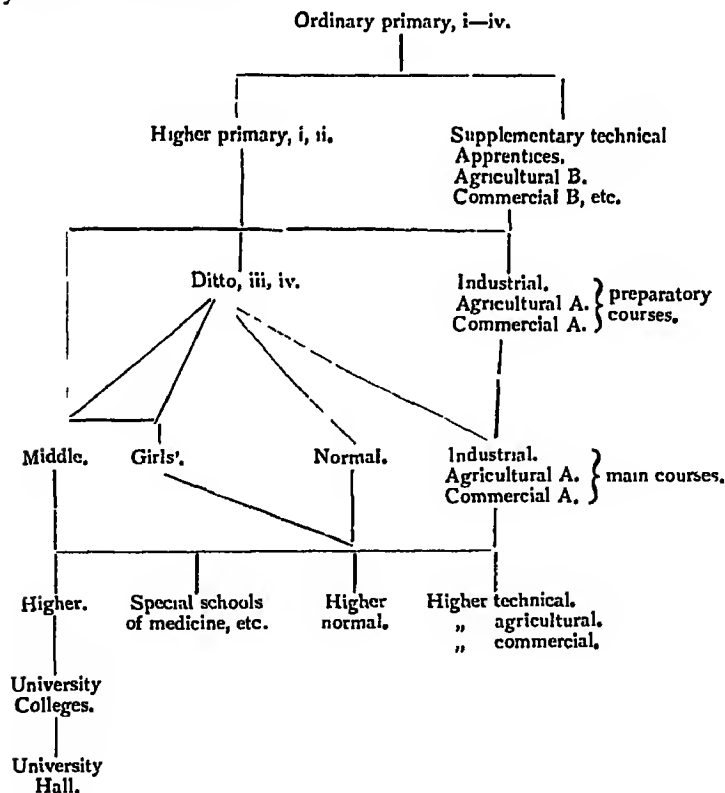 Ordinary primary, i—iv.
Higher primary, i, ii.
Supplementary technical
Apprentices.
Agricultural B.
Commercial B, etc.
Ditto, iii, iv.
Industrial.
Agricultural A.
Commercial A.
} preparatory
courses.
Middle.
Girls'.
Normal.
Industrial.
Agricultural A.
Commercial A.
} main courses.
Higher.
Special schools
of medicine, etc.
Higher
normal.
Higher technical.
„ agricultural.
„ commercial.
University
Colleges.
University
Hall.